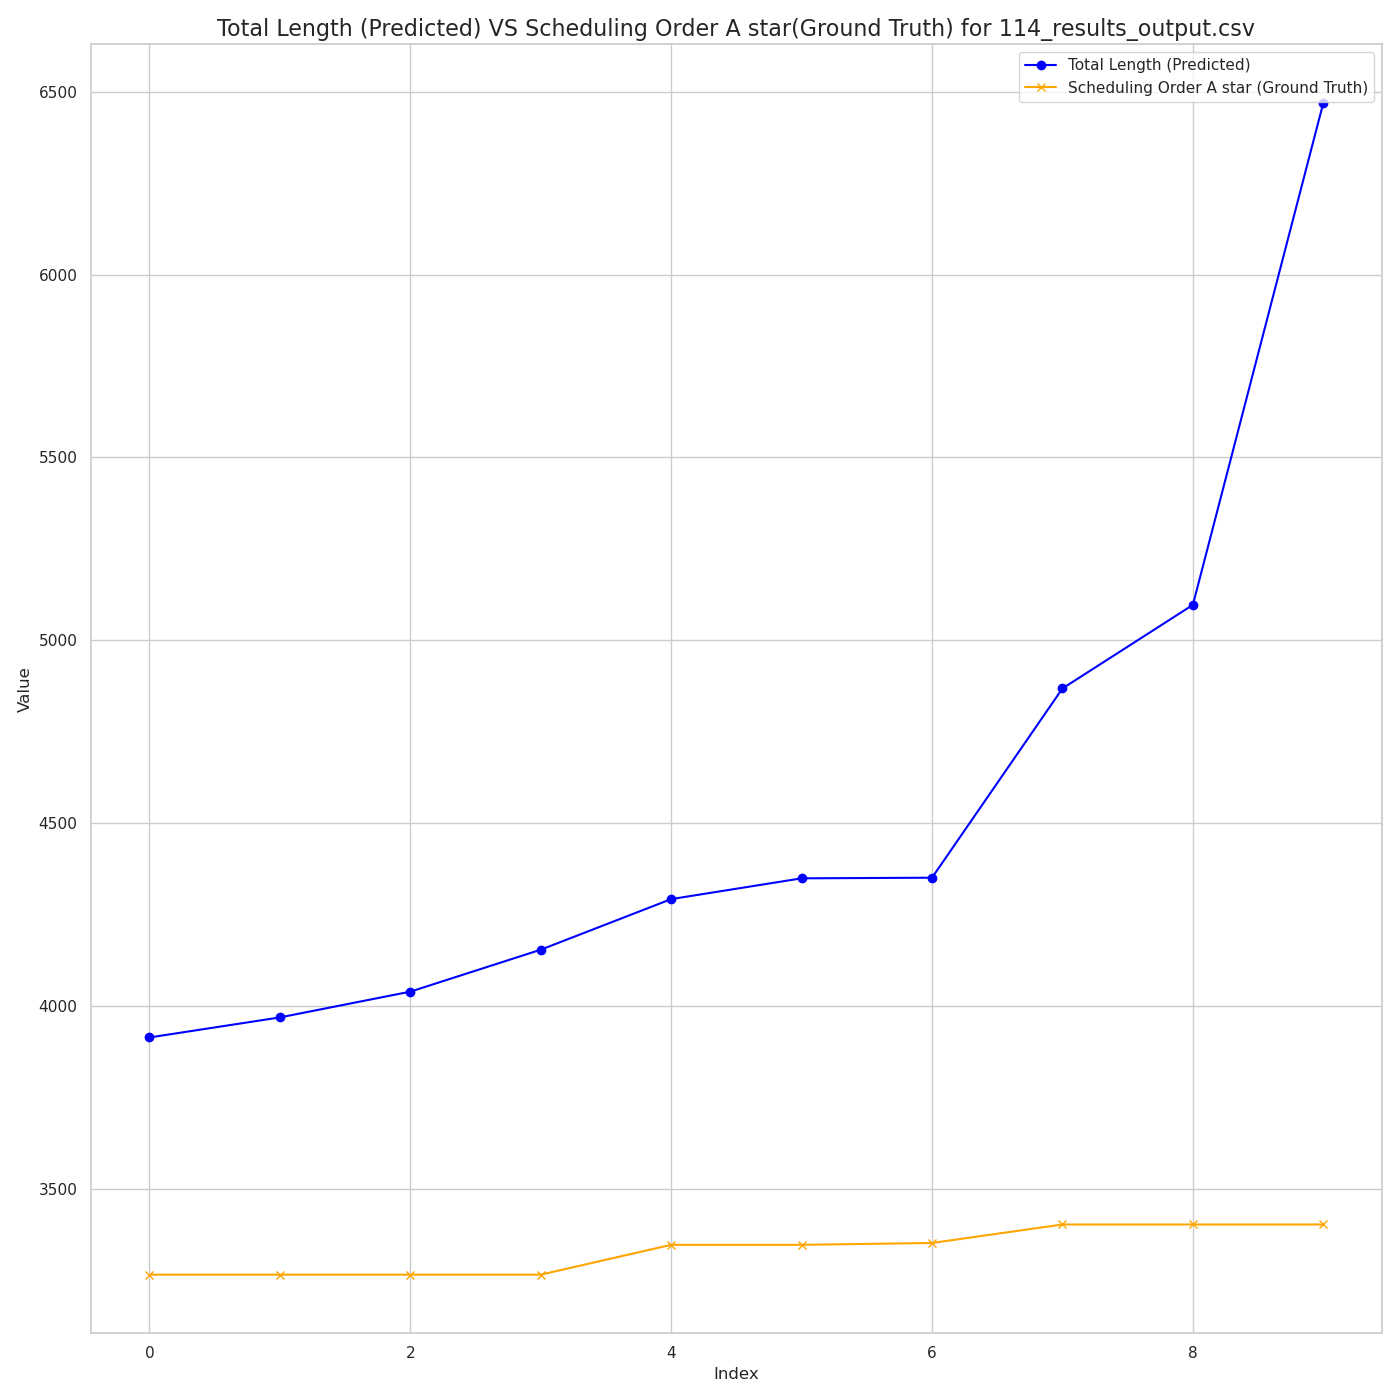 Total Length (Predicted) VS Scheduling Order A star(Ground Truth) for 114_results_output.csv
Total Length (Predicted)
Scheduling Order A star (Ground Truth)
6500
6000
5500
5000
4500
4000
3500
Value
0 2 4 6 8
Index